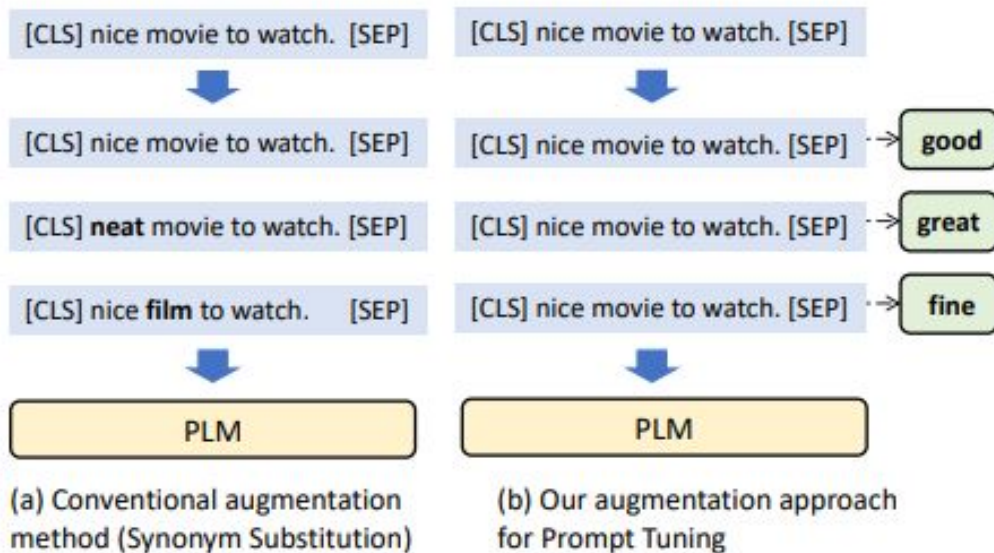 [CLS] nice movie to watch. [SEP]
[CLS] nice movie to watch. [SEP]
[CLS] neat movie to watch. [SEP]
[CLS] nice film to watch. [SEP]
PLM
(a) Conventional augmentation
method (Synonym Substitution)
[CLS] nice movie to watch. [SEP]
[CLS] nice movie to watch. [SEP]
good
[CLS] nice movie to watch. [SEP]
great
[CLS] nice movie to watch. [SEP]
fine
PLM
(b) Our augmentation approach
for Prompt Tuning